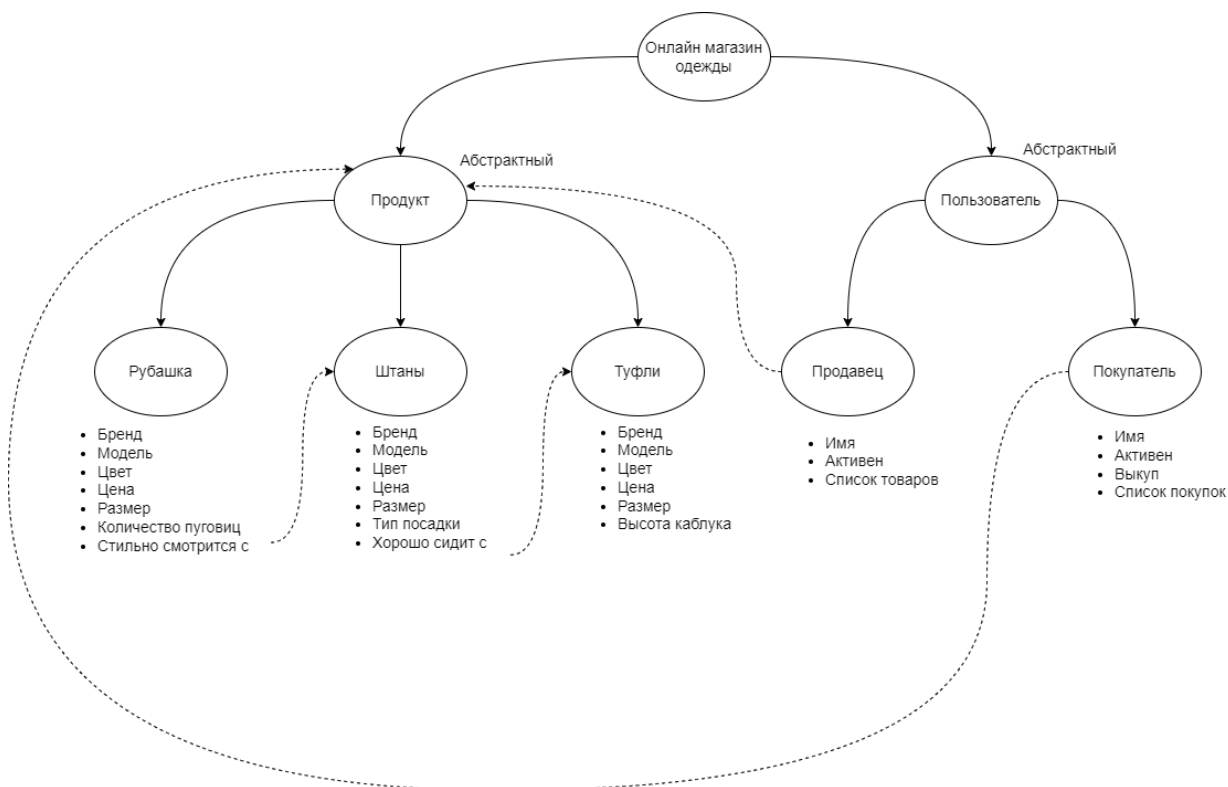 Онлайн магазин
одежды
Абстрактный
Продукт
Абстрактный
Пользователь
Рубашка
Штаны
Туфли
Продавец
Покупатель
Бренд
Модель
Цвет
Цена
Размер
Количество пуговиц
Стильно смотрится с
Бренд
Модель
Цвет
Цена
Размер
Тип посадки
Хорошо сидит с
Бренд
Модель
Цвет
Цена
Размер
Высота каблука
Имя
Активен
Список товаров
Имя
Активен
Выкуп
Список покупок